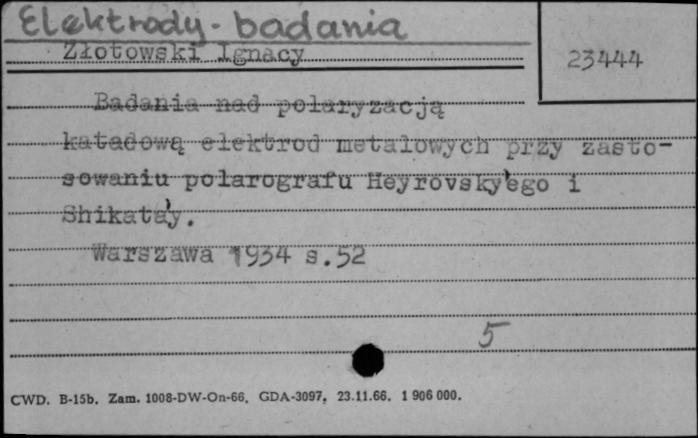 Elektrody - badania
Złotowski Ignacy
23444
Badania nad polaryzacją
katadową elektrod metalowych przy zasto-
sowaniu polarografu Heyrovsky'ego i
Shikata'y.
Warszawa 1934 s.52
5
CWD. B-15b. Zam. 1008-DW-On-66. GDA-3097. 23.11.66. 1 906 000.